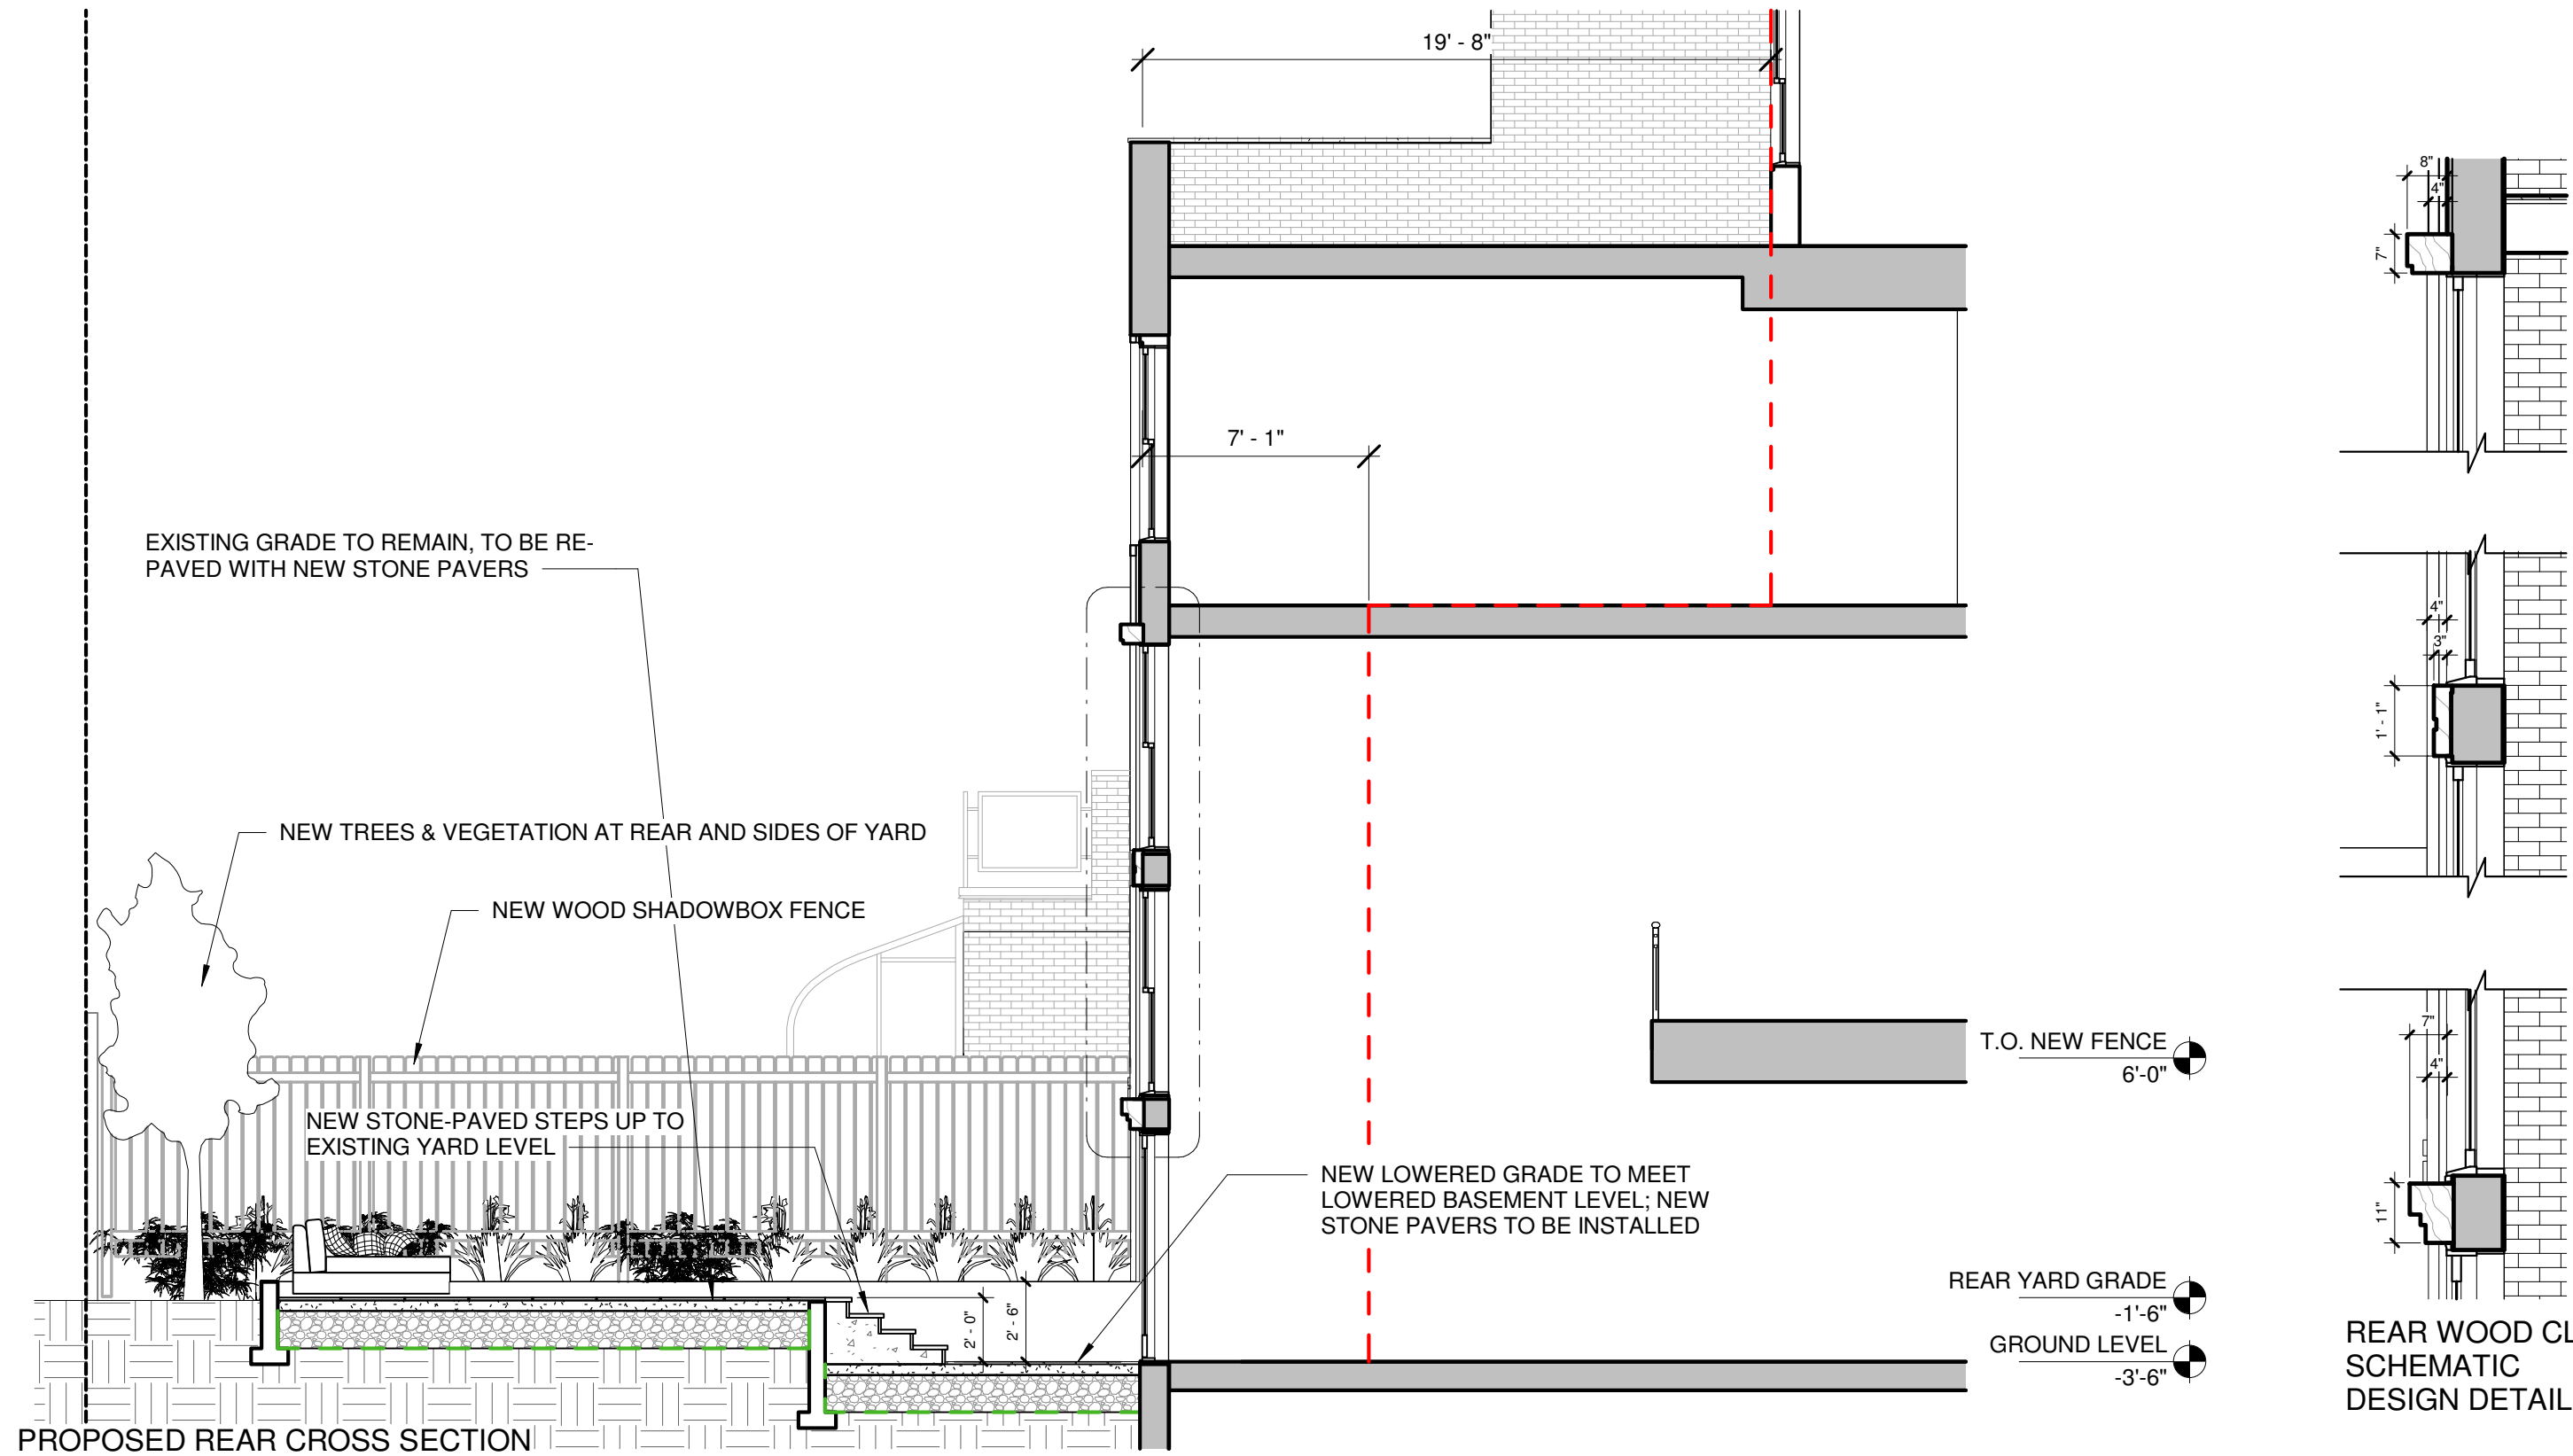 19' - 8"
7' - 1"
EXISTING GRADE TO REMAIN, TO BE RE-
PAVED WITH NEW STONE PAVERS
NEW TREES & VEGETATION AT REAR AND SIDES OF YARD
NEW WOOD SHADOWBOX FENCE
NEW STONE-PAVED STEPS UP TO
EXISTING YARD LEVEL
NEW LOWERED GRADE TO MEET
LOWERED BASEMENT LEVEL; NEW
STONE PAVERS TO BE INSTALLED
2' - 0"
2' - 6"
T.O. NEW FENCE
6'-0"
REAR YARD GRADE
-1'-6"
GROUND LEVEL
-3'-6"
PROPOSED REAR CROSS SECTION
8"
4"
7"
4"
3"
1' - 1"
7"
4"
11"
REAR WOOD CL
SCHEMATIC
DESIGN DETAIL